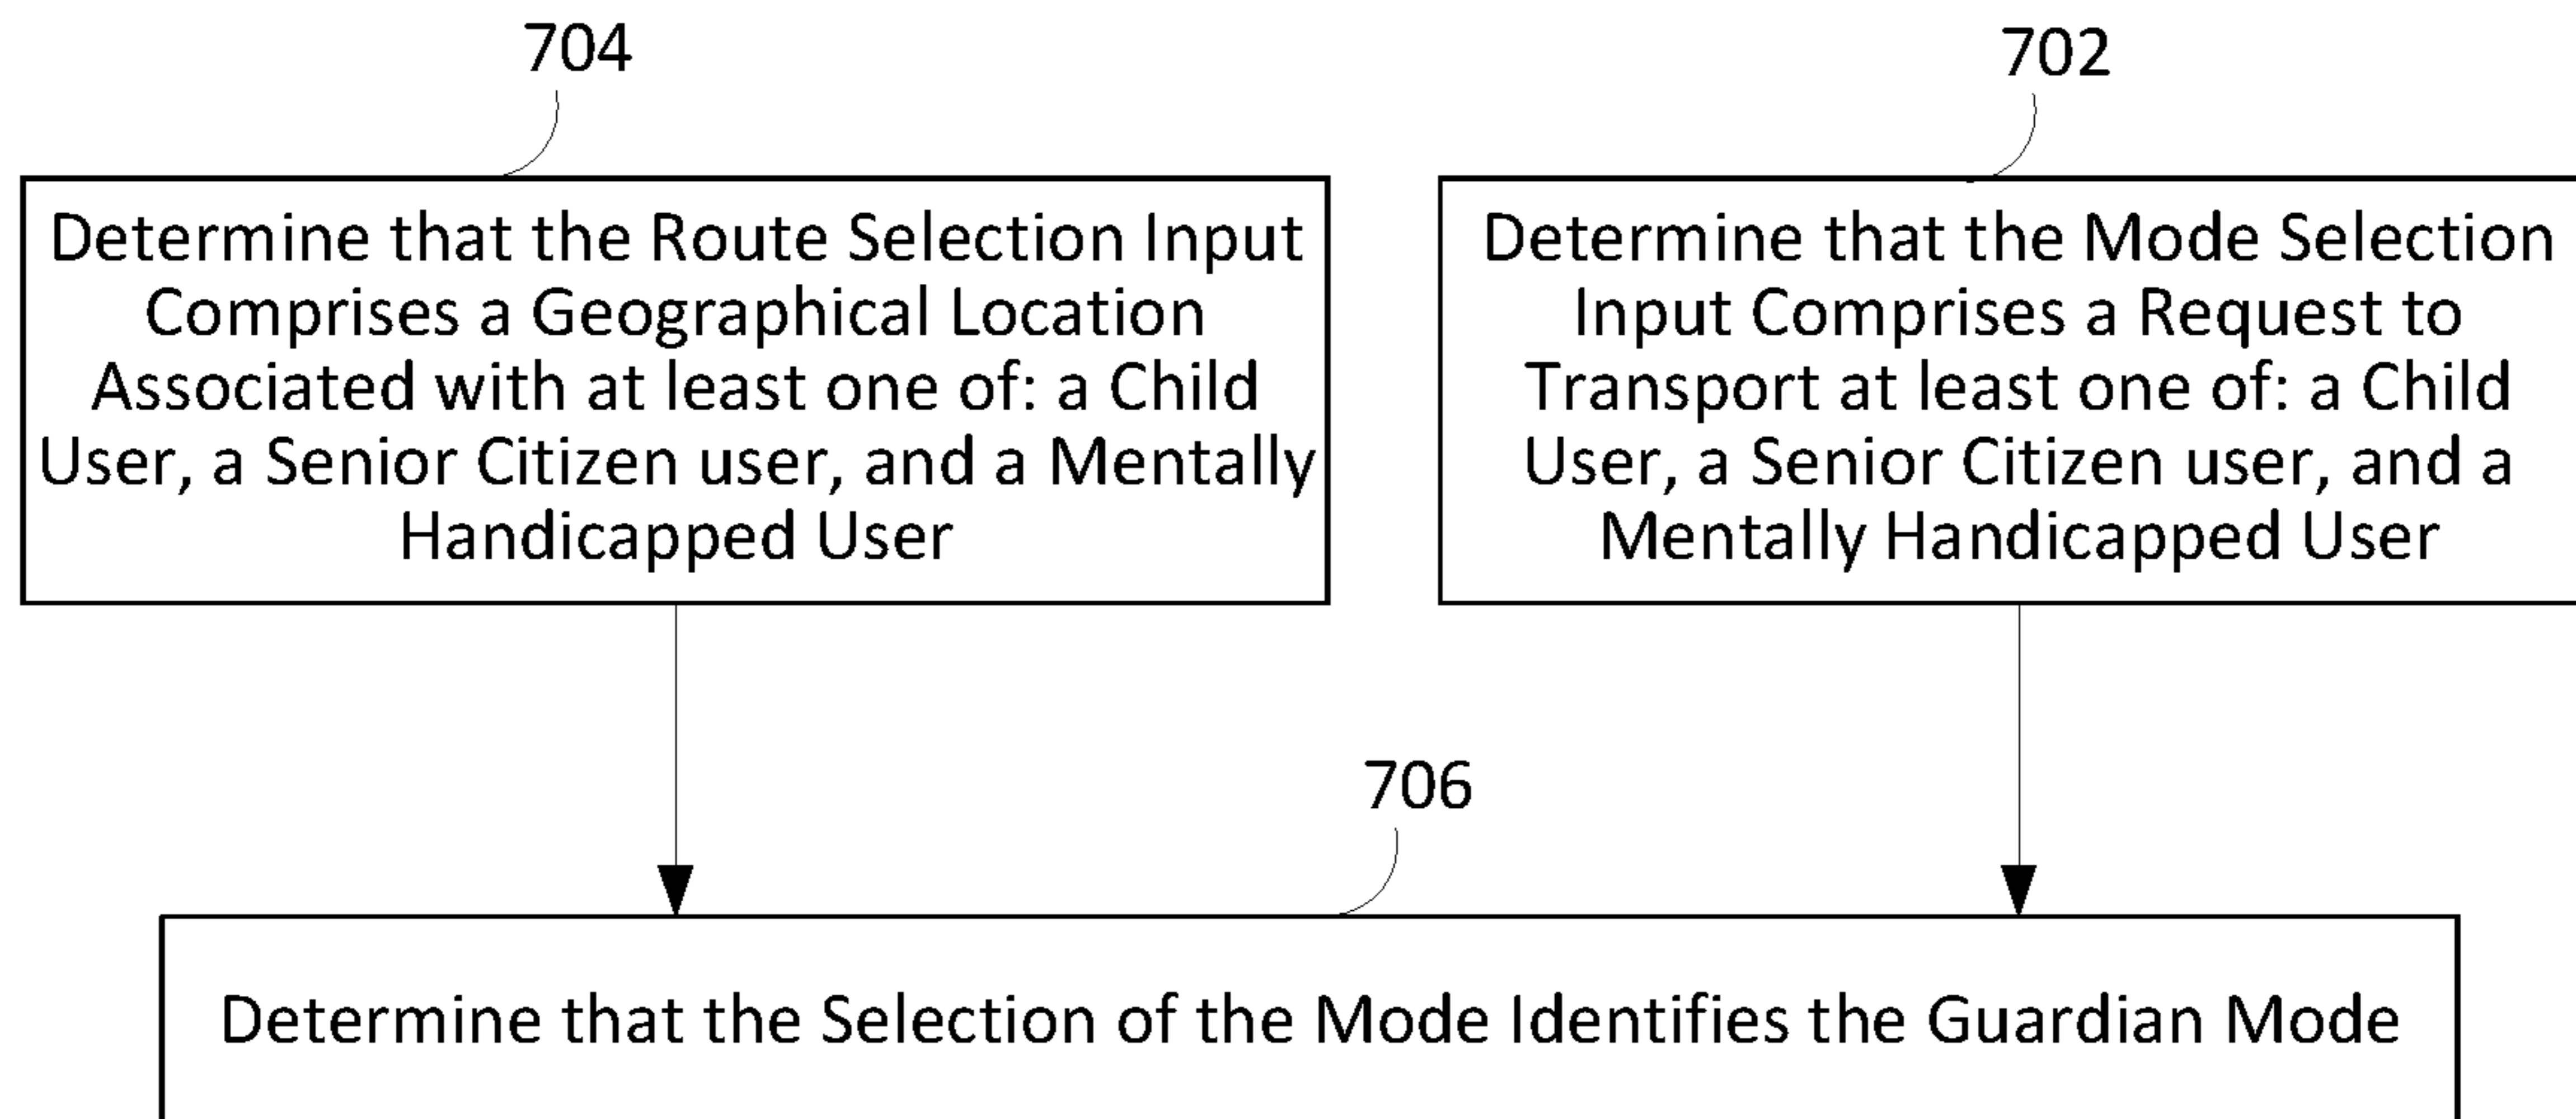 704
Determine that the Route Selection Input
Comprises a Geographical Location
Associated with at least one of: a Child
User, a Senior Citizen user, and a Mentally
Handicapped User
702
Determine that the Mode Selection
Input Comprises a Request to
Transport at least one of: a Child
User, a Senior Citizen user, and a
Mentally Handicapped User
706
Determine that the Selection of the Mode Identifies the Guardian Mode